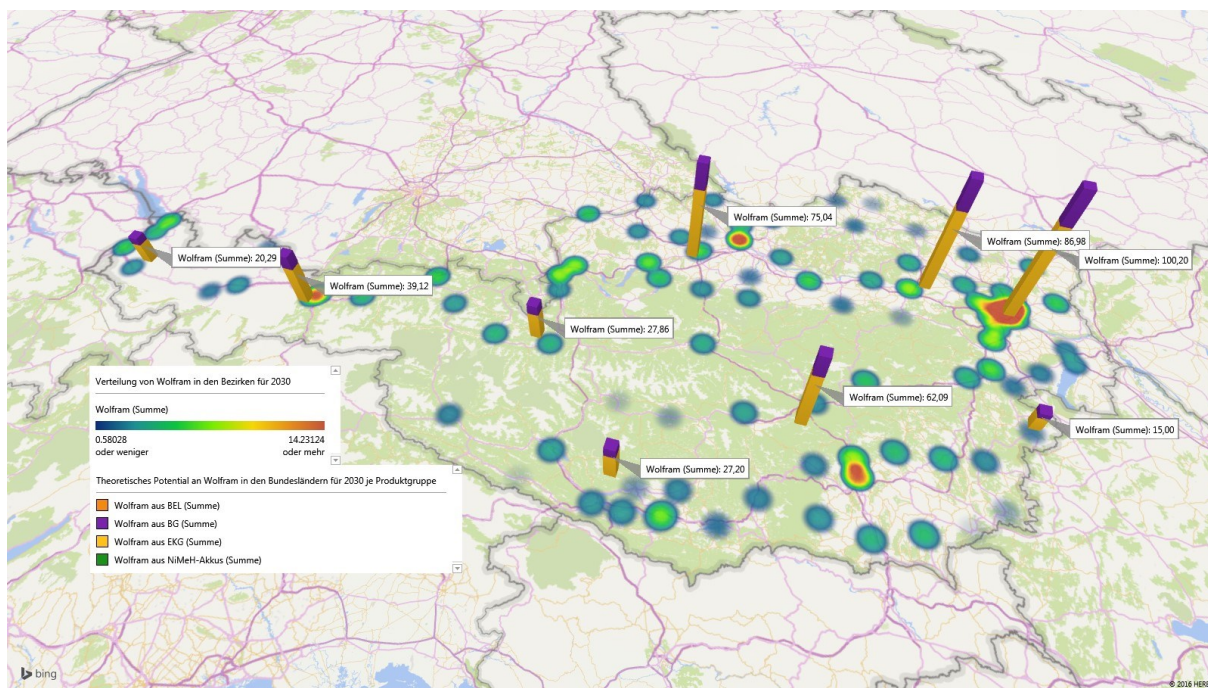 Wolfram (Summe): 75,04
Wolfram (Summe): 86,98
Wolfram (Summe): 100,20
Wolfram (Summe): 20,29
Wolfram (Summe): 39,12
Wolfram (Summe): 27,86
Wolfram (Summe): 62,09
Wolfram (Summe): 15,00
Wolfram (Summe): 27,20
Verteilung von Wolfram in den Bezirken für 2030
Wolfram (Summe)
0.58028 14.23124
oder weniger oder mehr
Theoretisches Potential an Wolfram in den Bundesländern für 2030 je Produktgruppe
Wolfram aus BEL (Summe)
Wolfram aus BG (Summe)
Wolfram aus EKG (Summe)
Wolfram aus NiMeH-Akkus (Summe)
bing
© 2016 HERE